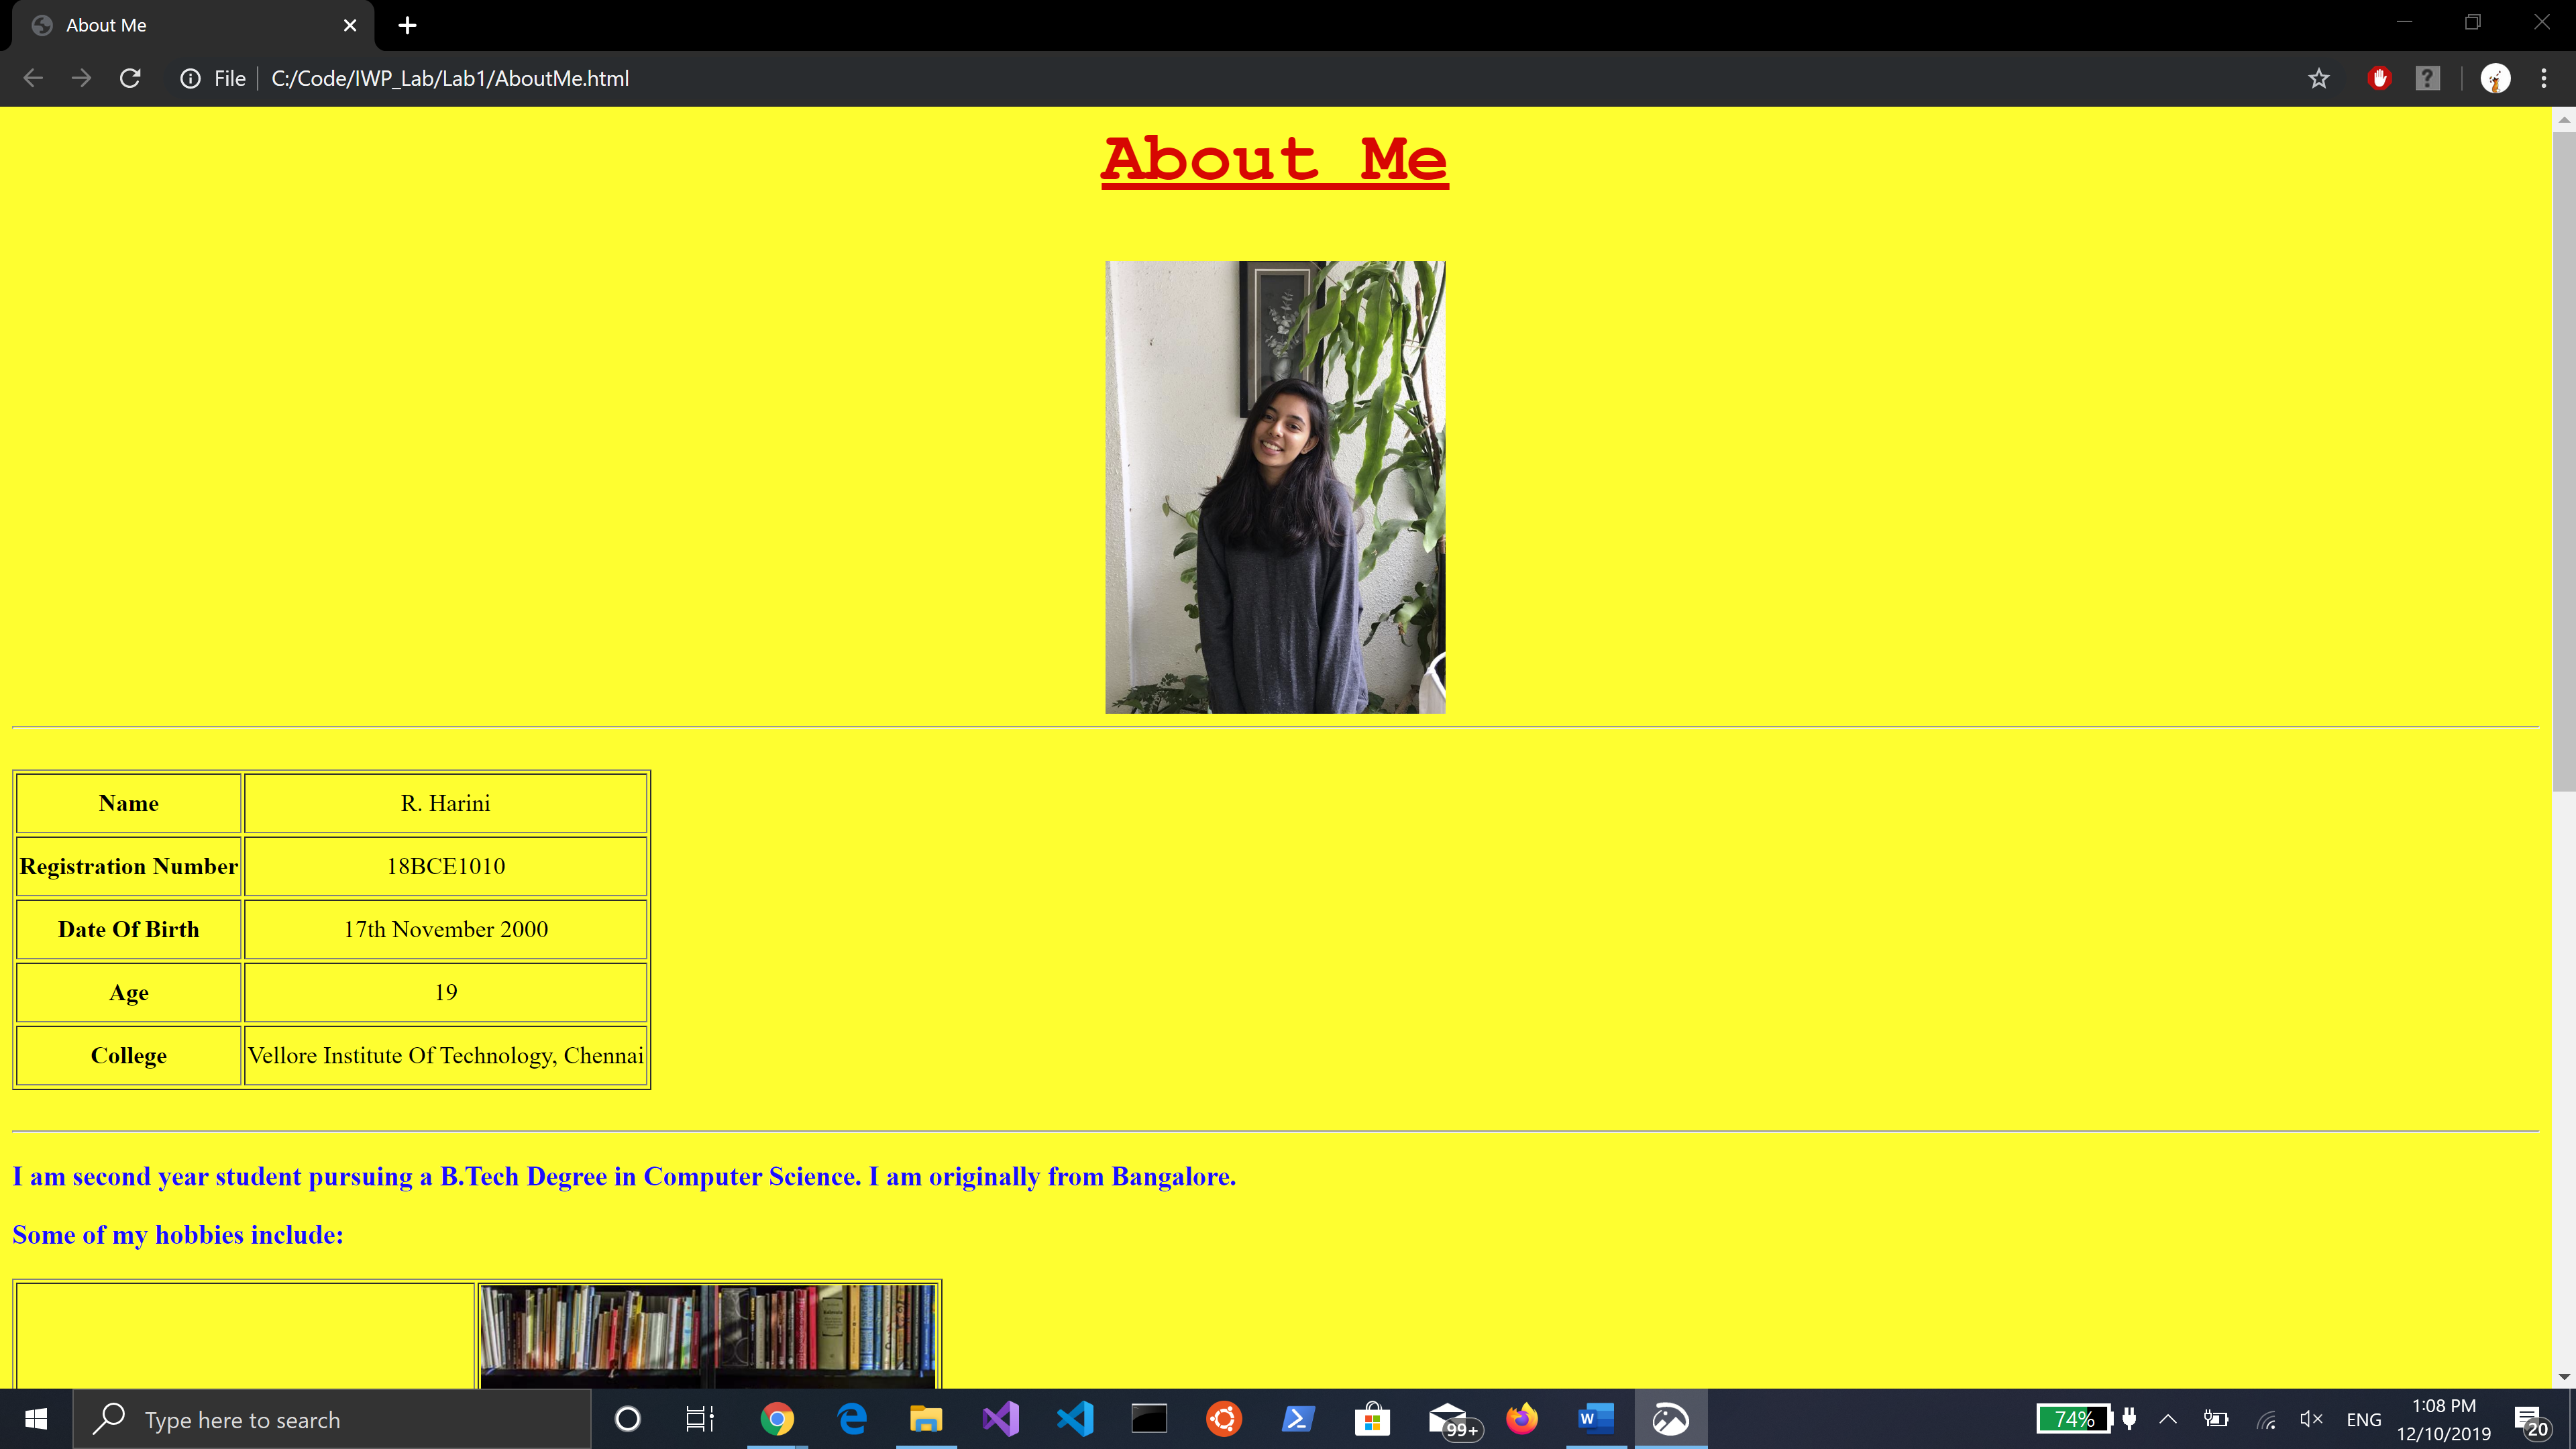 About Me
File C:/Code/IWP_Lab/Lab1/AboutMe.html
About Me
Name R. Harini
Registration Number 18BCE1010
Date Of Birth 17th November 2000
Age 19
College Vellore Institute Of Technology, Chennai
I am second year student pursuing a B.Tech Degree in Computer Science. I am originally from Bangalore.
Some of my hobbies include:
Type here to search
99+
74%
ENG
1:08 PM
12/10/2019
20